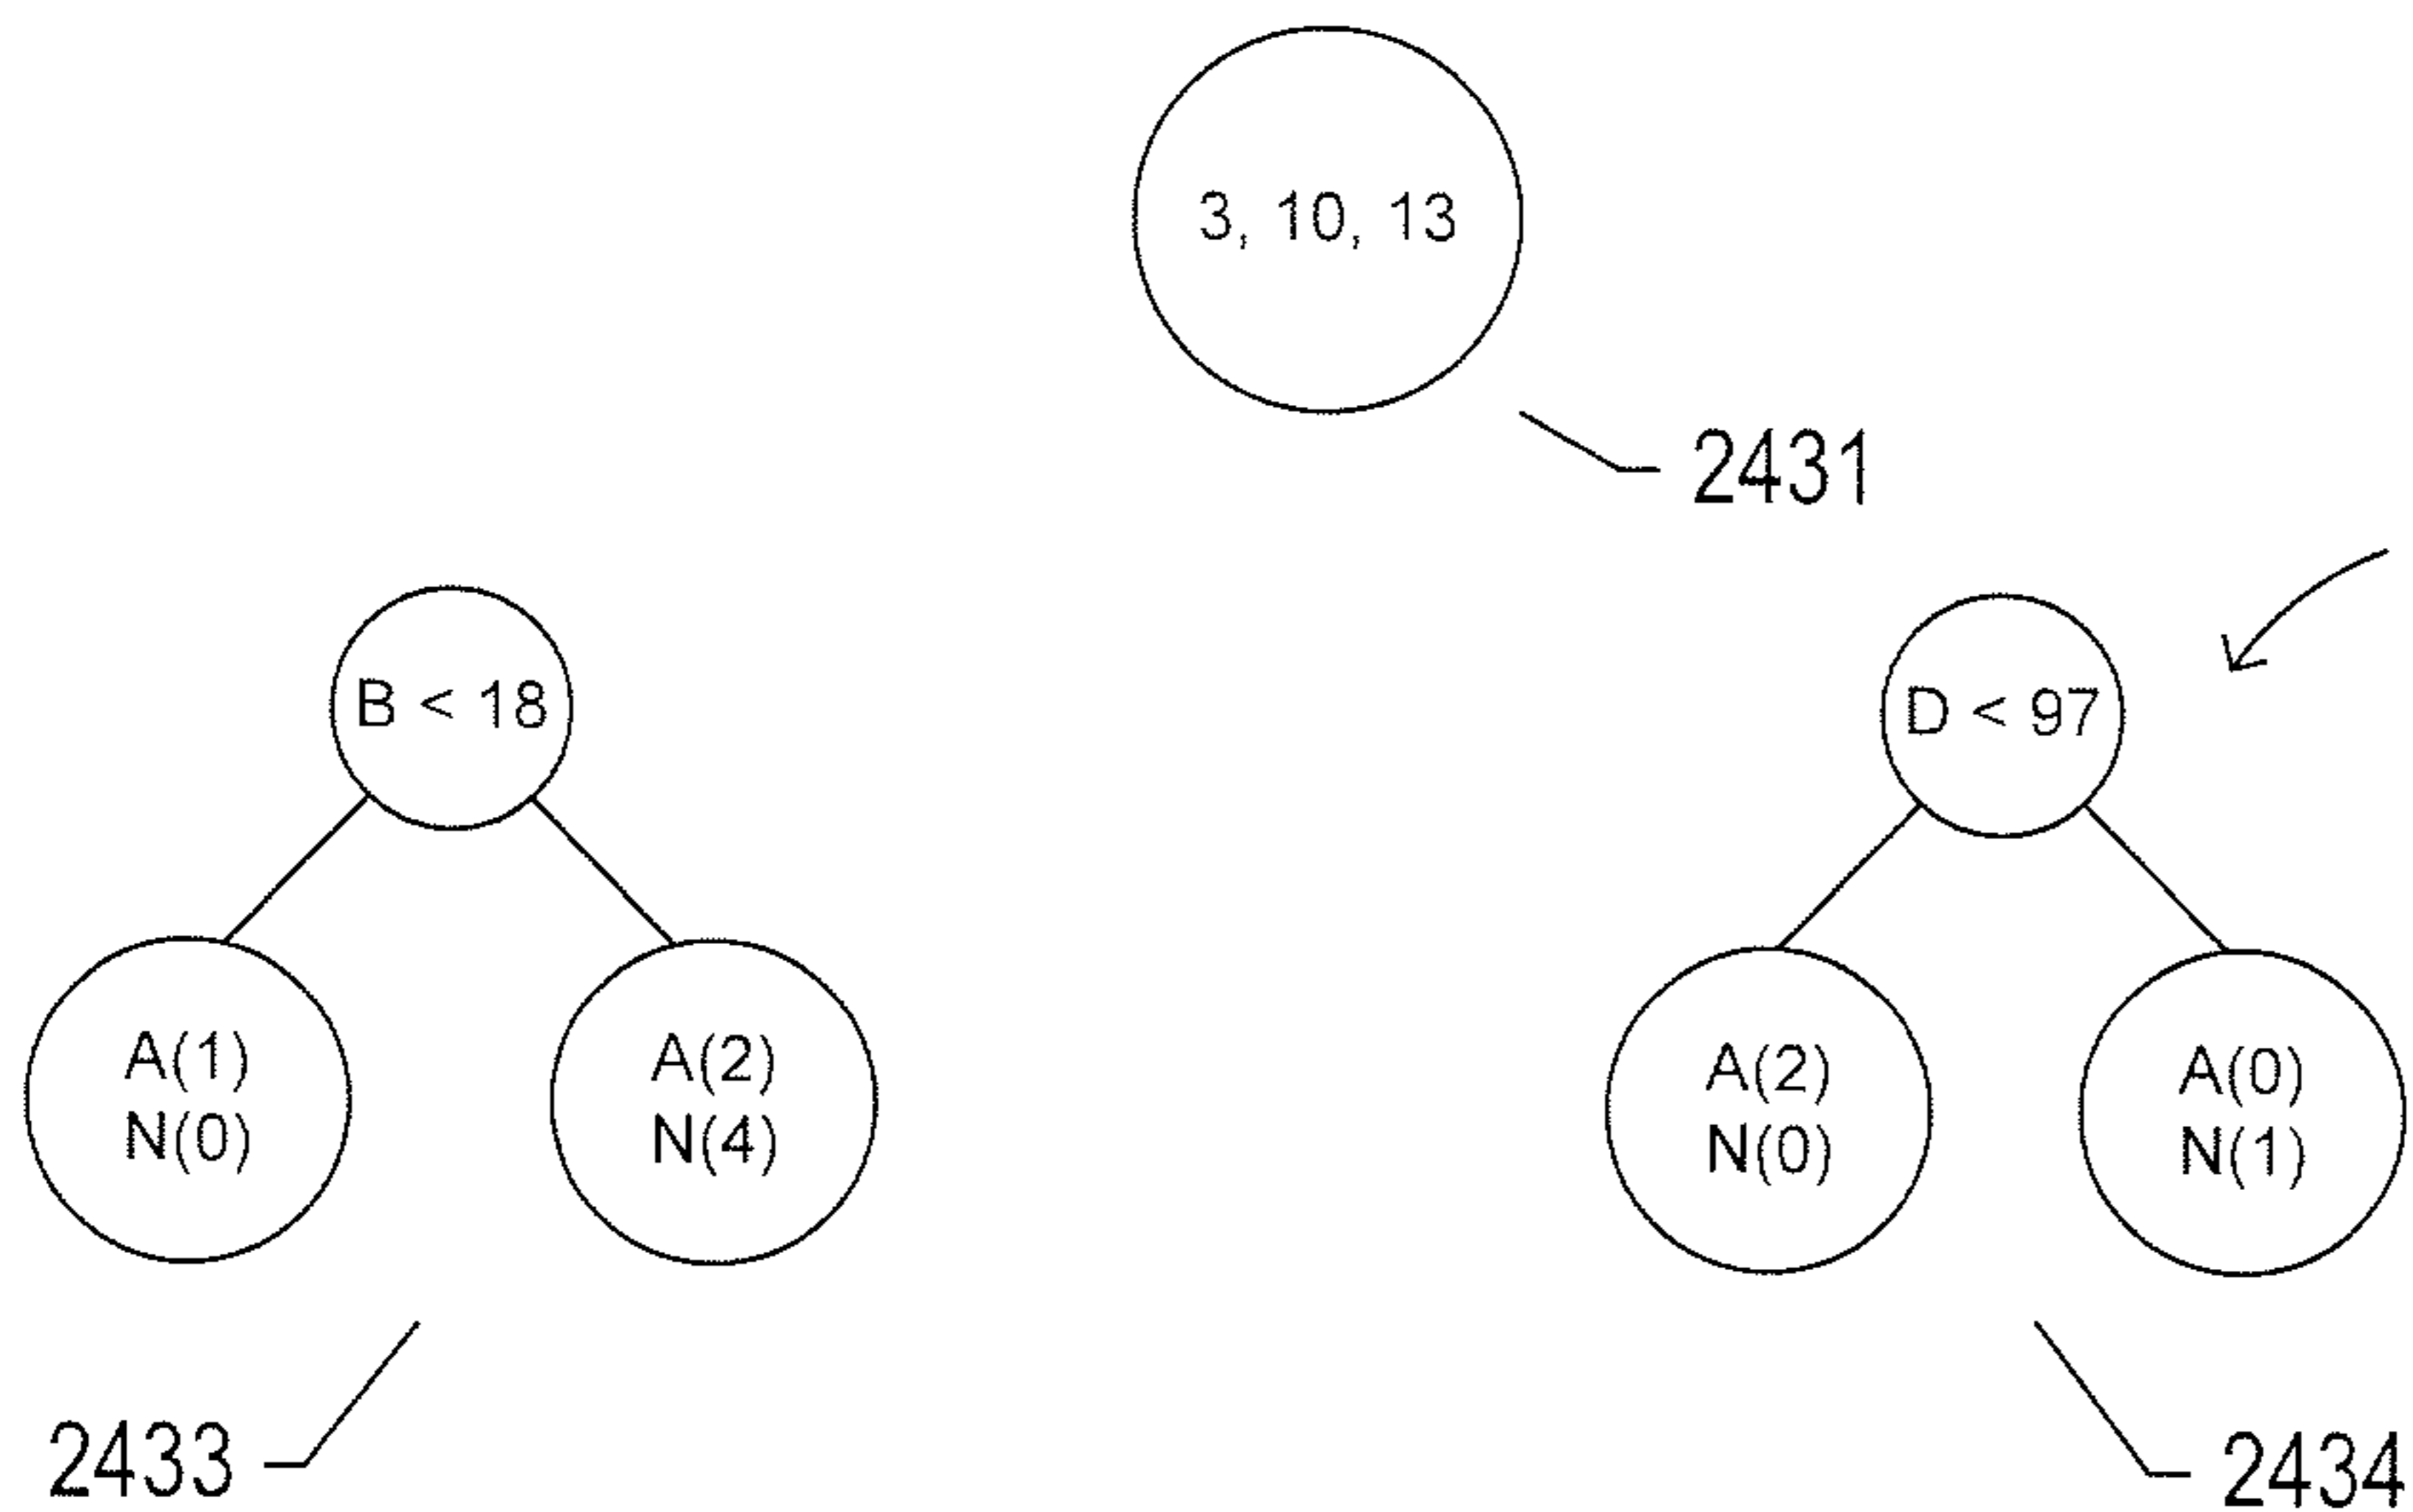 3, 10, 13
2431
B < 18
D < 97
A(1)
N(0)
A(2)
N(4)
A(2)
N(0)
A(0)
N(1)
2433
2434